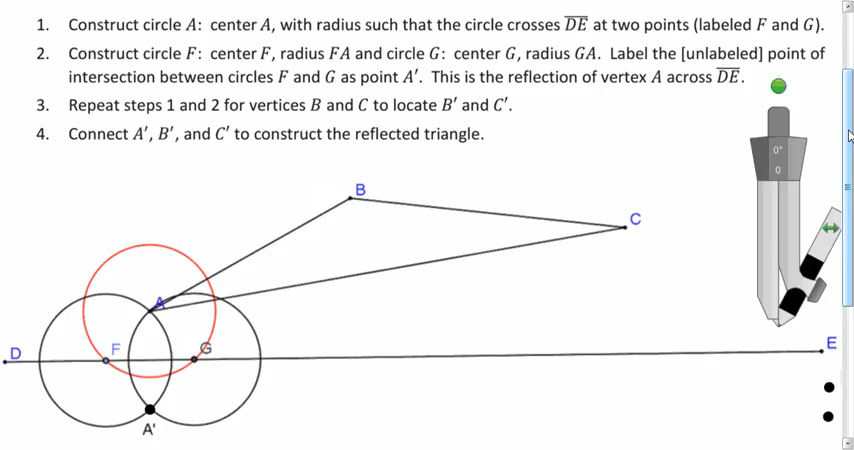 1. Construct circle A: center A, with radius such that the circle crosses D̅E̅ at two points (labeled F and G).
2. Construct circle F: center F, radius FA and circle G: center G, radius GA. Label the [unlabeled] point of
intersection between circles F and G as point A′. This is the reflection of vertex A across D̅E̅.
3. Repeat steps 1 and 2 for vertices B and C to locate B′ and C′.
4. Connect A′, B′, and C′ to construct the reflected triangle.
0°
0
B
C
A
D
F
G
E
A'